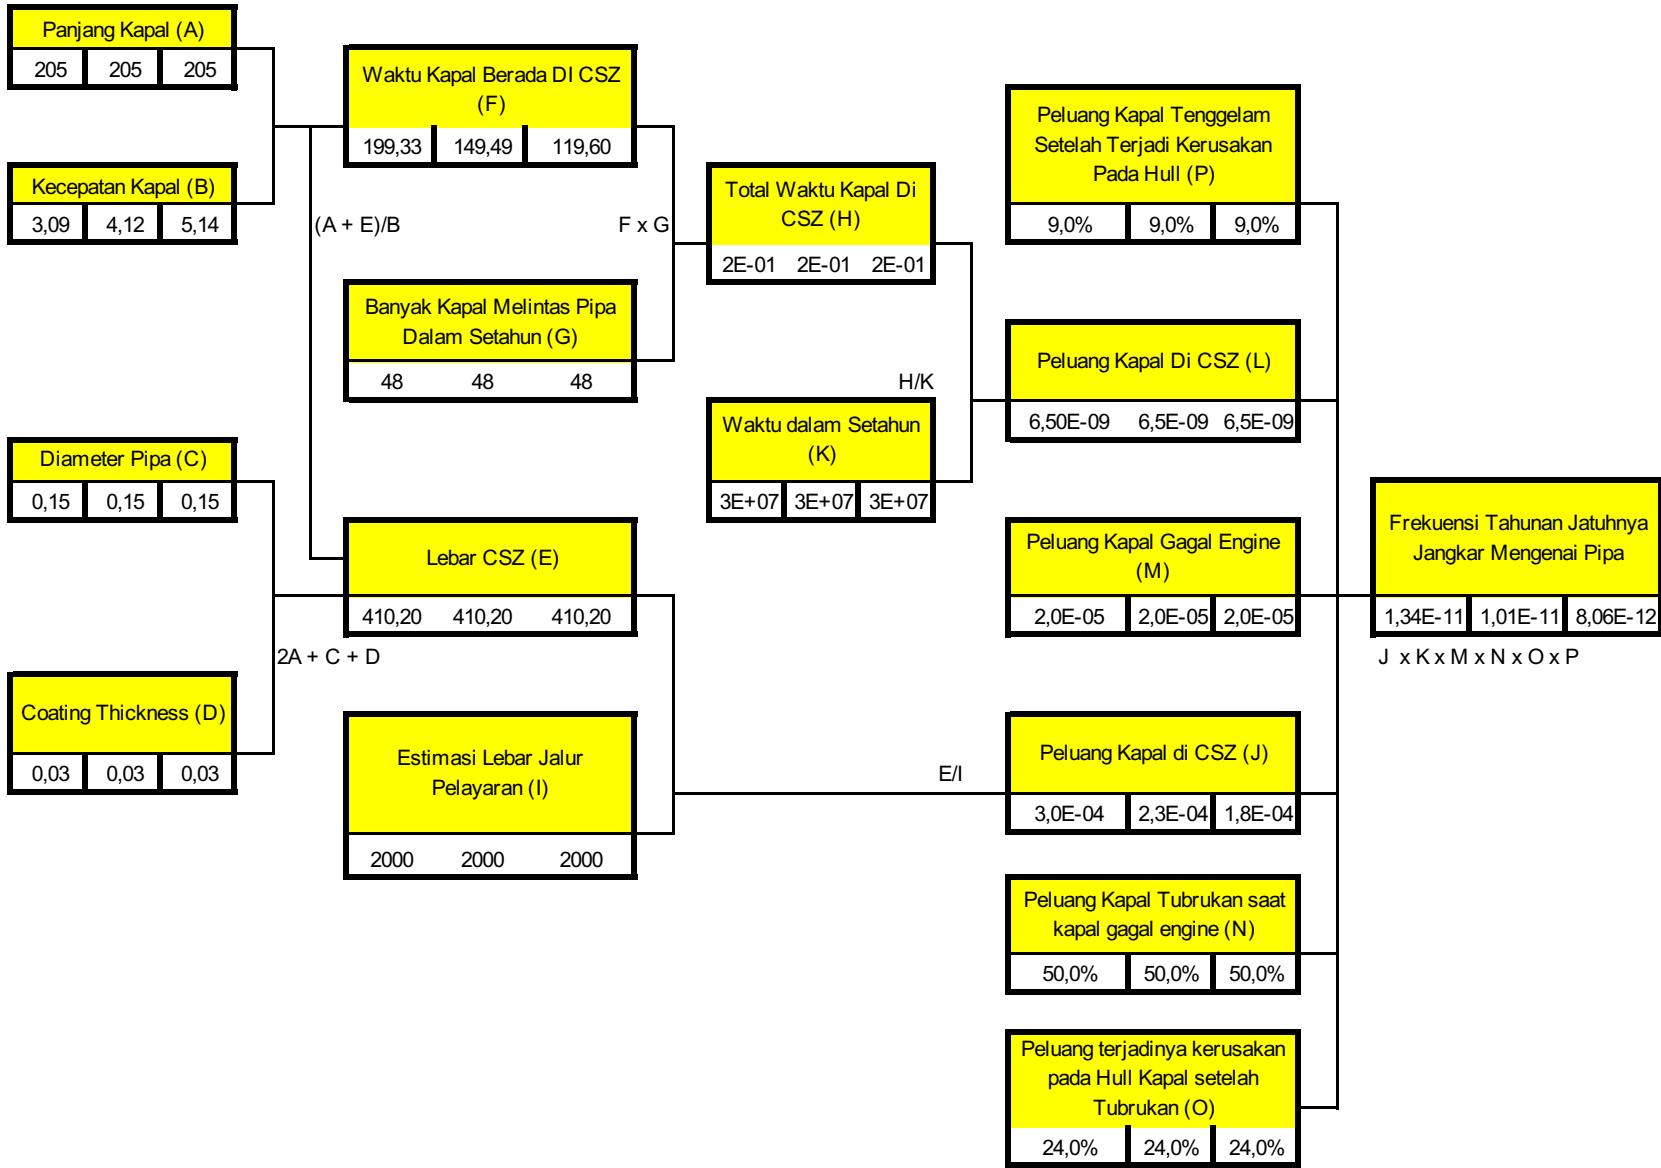 Panjang Kapal (A)
205 205 205
Kecepatan Kapal (B)
3,09 4,12 5,14
Diameter Pipa (C)
0,15 0,15 0,15
Coating Thickness (D)
0,03 0,03 0,03
Waktu Kapal Berada DI CSZ
(F)
199,33 149,49 119,60
(A + E)/B
F x G
Banyak Kapal Melintas Pipa
Dalam Setahun (G)
48 48 48
Lebar CSZ (E)
410,20 410,20 410,20
2A + C + D
Estimasi Lebar Jalur
Pelayaran (I)
2000 2000 2000
Total Waktu Kapal Di
CSZ (H)
2E-01 2E-01 2E-01
H/K
Waktu dalam Setahun
(K)
3E+07 3E+07 3E+07
E/I
Peluang Kapal Tenggelam
Setelah Terjadi Kerusakan
Pada Hull (P)
9,0% 9,0% 9,0%
Peluang Kapal Di CSZ (L)
6,50E-09 6,5E-09 6,5E-09
Peluang Kapal Gagal Engine
(M)
2,0E-05 2,0E-05 2,0E-05
Peluang Kapal di CSZ (J)
3,0E-04 2,3E-04 1,8E-04
Peluang Kapal Tubrukan saat
kapal gagal engine (N)
50,0% 50,0% 50,0%
Peluang terjadinya kerusakan
pada Hull Kapal setelah
Tubrukan (O)
24,0% 24,0% 24,0%
Frekuensi Tahunan Jatuhnya
Jangkar Mengenai Pipa
1,34E-11 1,01E-11 8,06E-12
J x K x M x N x O x P